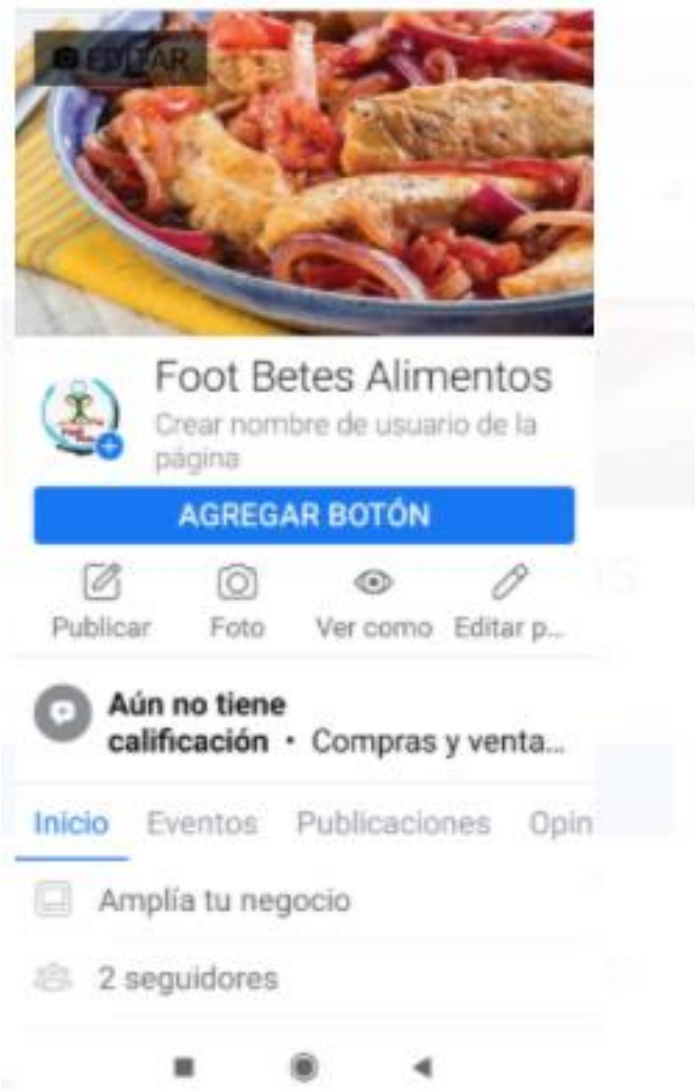 EDITAR
Foot Betes Alimentos
Crear nombre de usuario de la
página
AGREGAR BOTÓN
Publicar Foto Ver como Editar p...
Aún no tiene
calificación • Compras y venta...
Inicio Eventos Publicaciones Opin
Amplía tu negocio
2 seguidores